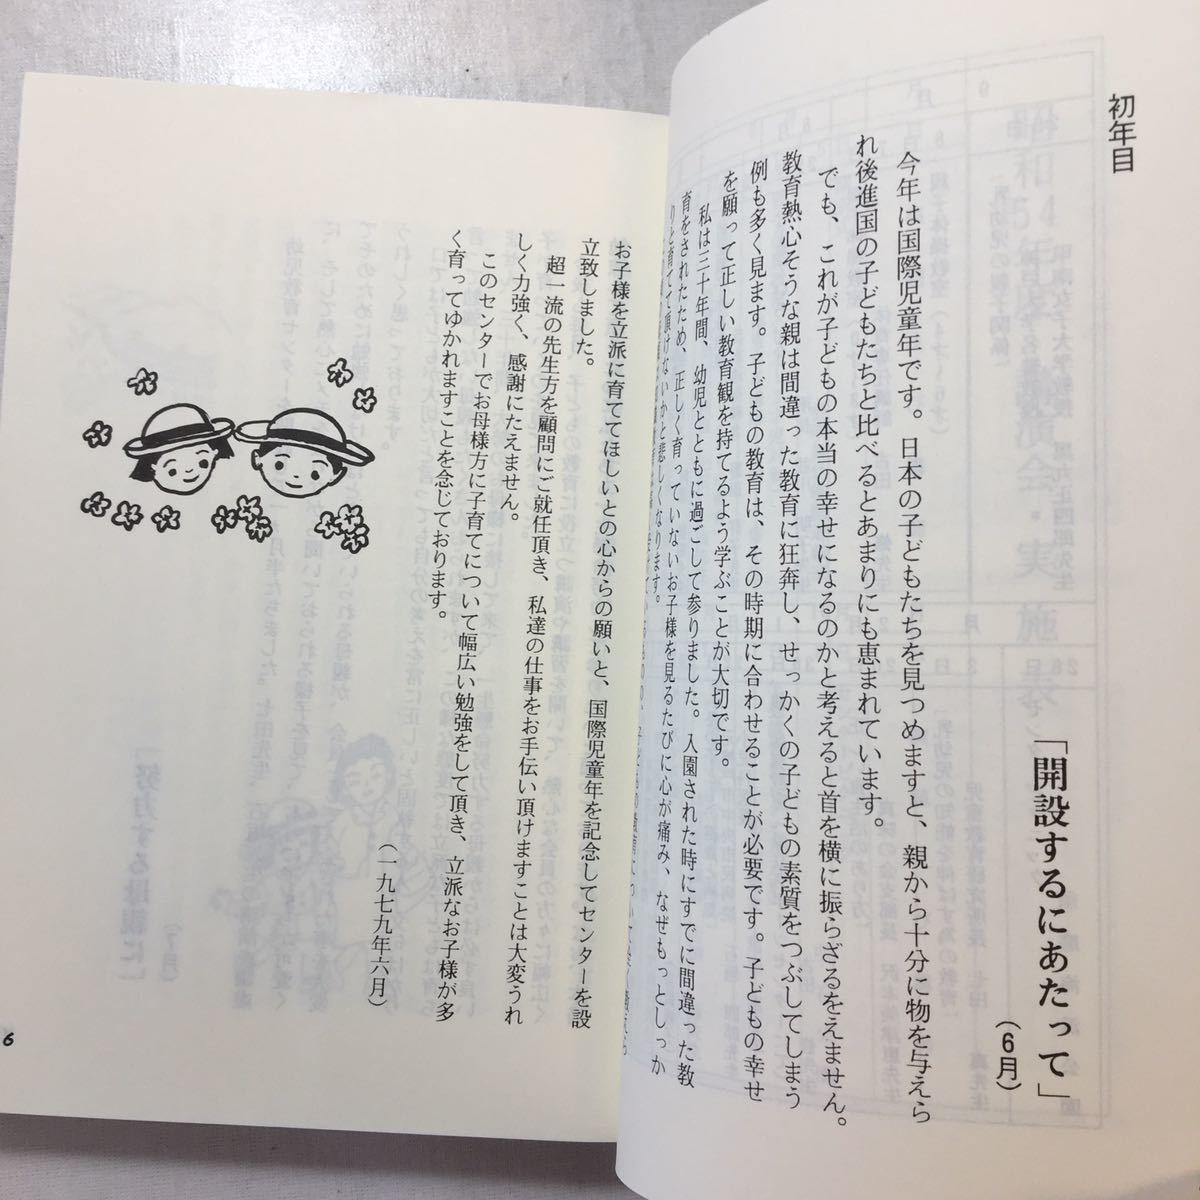 初年目
「開設するにあたって」
（6月）
今年は国際児童年です。日本の子どもたちを見つめますと、親から十分に物を与えら
れ後進国の子どもたちと比べるとあまりにも恵まれています。
でも、これが子どもの本当の幸せになるのかと考えると首を横に振らざるをえません。
教育熱心そうな親は間違った教育に狂奔し、せっかくの子どもの素質をつぶしてしまう
例も多く見ます。子どもの教育は、その時期に合わせることが必要です。子どもの幸せ
を願って正しい教育観を持てるよう学ぶことが大切です。
私は三十年間、幼児とともに過ごして参りました。入園された時にすでに間違った教
育をされたため、正しく育っていないお子様を見るたびに心が痛み、なぜもっとしっか
りと育てて頂けないかと悲しくなります。
お子様を立派に育ててほしいとの心からの願いと、国際児童年を記念してセンターを設
立致しました。
超一流の先生方を顧問にご就任頂き、私達の仕事をお手伝い頂けますことは大変うれ
しく力強く、感謝にたえません。
このセンターでお母様方に子育てについて幅広い勉強をして頂き、立派なお子様が多
く育ってゆかれますことを念じております。
（一九七九年六月）
6